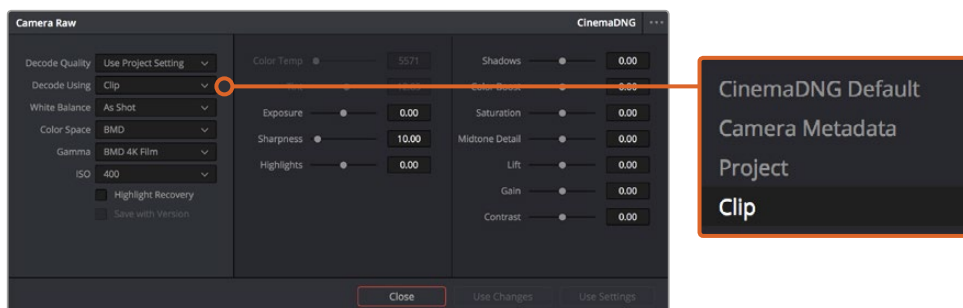 Camera Raw
CinemaDNG
Decode Quality Use Project Setting
Decode Using Clip
White Balance As Shot
Color Space BMD
Gamma BMD 4K Film
ISO 400
Highlight Recovery
Save with Version
Color Temp 5571
Exposure 0.00
Sharpness 10.00
Highlights 0.00
Shadows 0.00
Color Boost 0.00
Saturation 0.00
Midtone Detail 0.00
Lift 0.00
Gain 0.00
Contrast 0.00
Close
Use Changes
Use Settings
CinemaDNG Default
Camera Metadata
Project
Clip